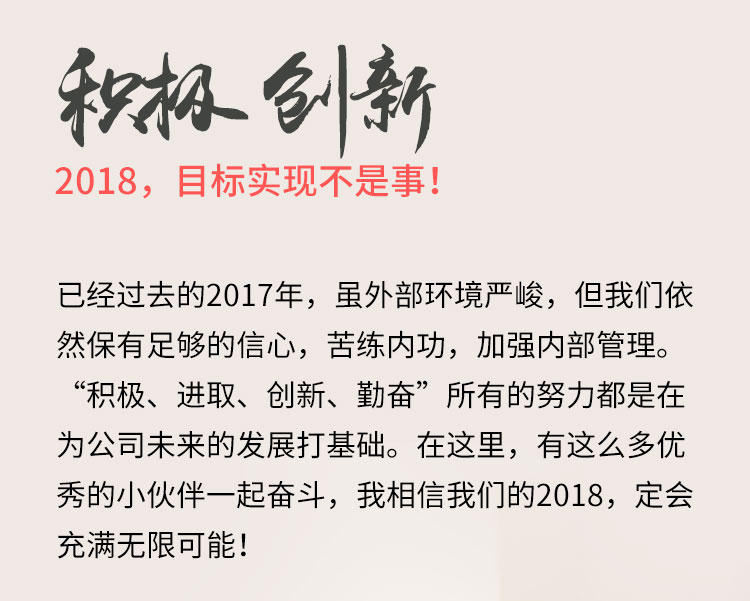 积极 创新
2018，目标实现不是事！
已经过去的2017年，虽外部环境严峻，但我们依
然保有足够的信心，苦练内功，加强内部管理。
“积极、进取、创新、勤奋”所有的努力都是在
为公司未来的发展打基础。在这里，有这么多优
秀的小伙伴一起奋斗，我相信我们的2018，定会
充满无限可能！